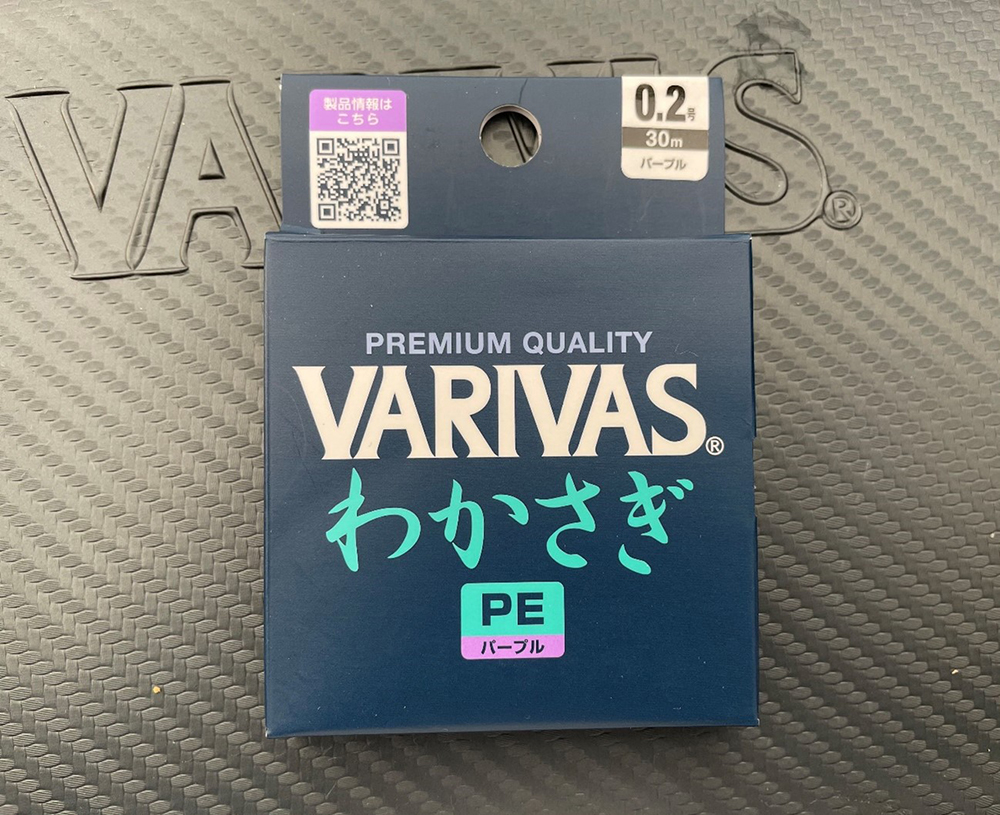 VARIVAS®
製品情報は
こちら
0.2号
30m
パープル
PREMIUM QUALITY
VARIVAS®
わかさぎ
PE
パープル